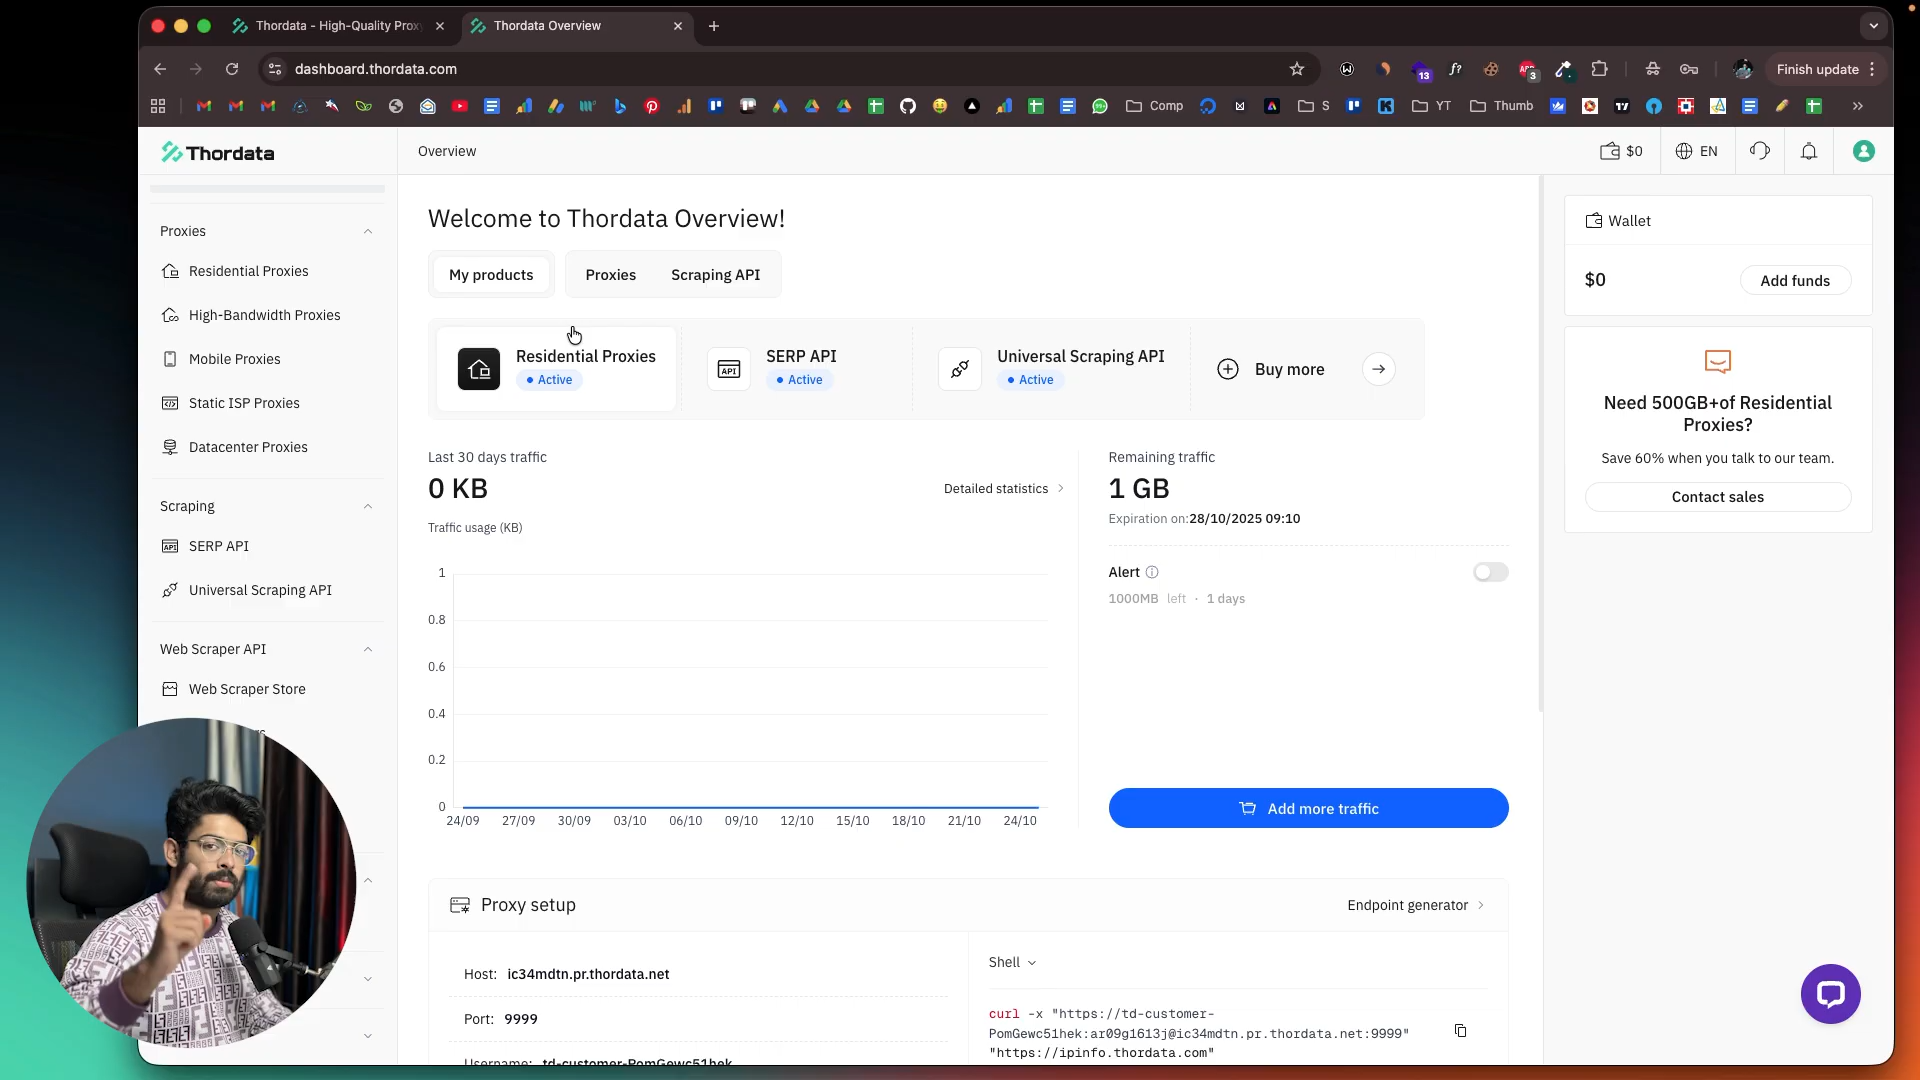 Thordata - High-Quality Proxy
Thordata Overview
dashboard.thordata.com
Finish update
Comp
S
YT
Thumb
Thordata
Overview
$0
EN
Proxies
Residential Proxies
High-Bandwidth Proxies
Mobile Proxies
Static ISP Proxies
Datacenter Proxies
Scraping
SERP API
Universal Scraping API
Web Scraper API
Web Scraper Store
Welcome to Thordata Overview!
My products
Proxies
Scraping API
Residential Proxies
Active
API
SERP API
Active
Universal Scraping API
Active
Buy more
Last 30 days traffic
0 KB
Detailed statistics
Traffic usage (KB)
1
0.8
0.6
0.4
0.2
0
24/09 27/09 30/09 03/10 06/10 09/10 12/10 15/10 18/10 21/10 24/10
Remaining traffic
1 GB
Expiration on:28/10/2025 09:10
Alert
1000MB left · 1 days
Add more traffic
Proxy setup
Endpoint generator
Host: ic34mdtn.pr.thordata.net
Port: 9999
Username: td-customer-PomGewc51hek
Shell
curl -x "https://td-customer-
PomGewc51hek:ar09g1613j@ic34mdtn.pr.thordata.net:9999"
"https://ipinfo.thordata.com"
Wallet
$0
Add funds
Need 500GB+of Residential
Proxies?
Save 60% when you talk to our team.
Contact sales